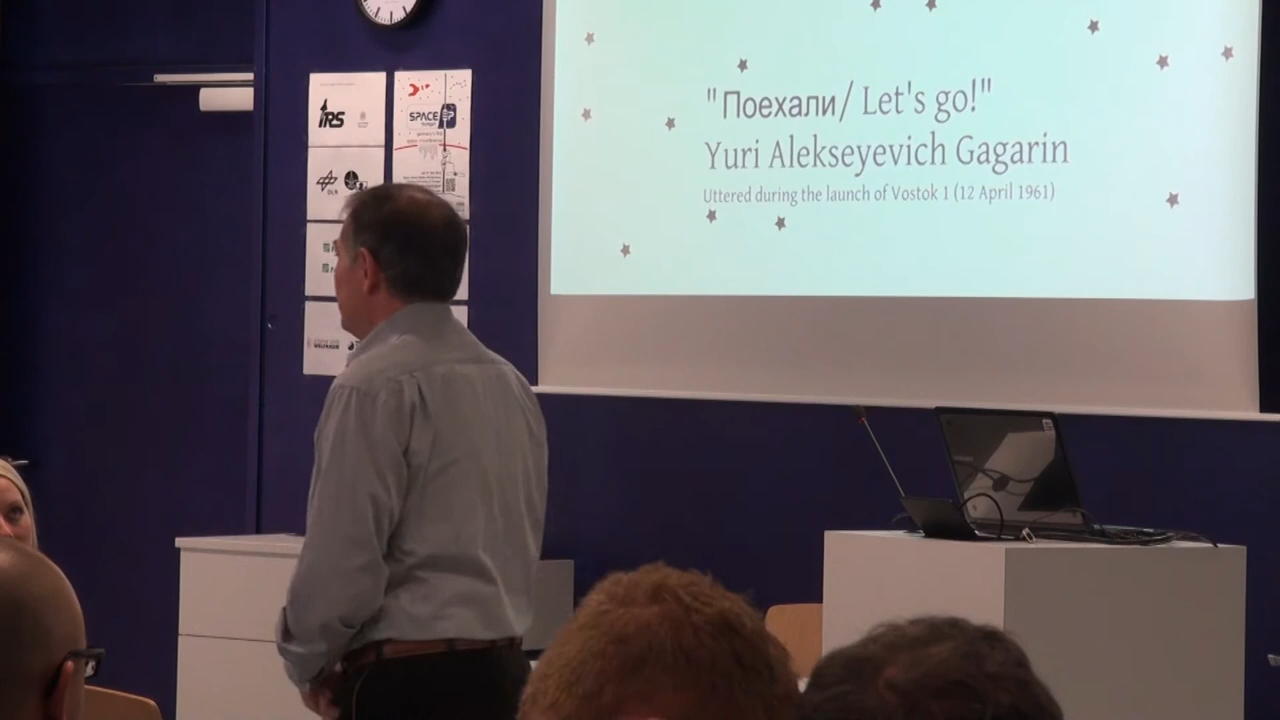 "Поехали/ Let's go!"
Yuri Alekseyevich Gagarin
Uttered during the launch of Vostok 1 (12 April 1961)
IRS
SPACE UP
DLR